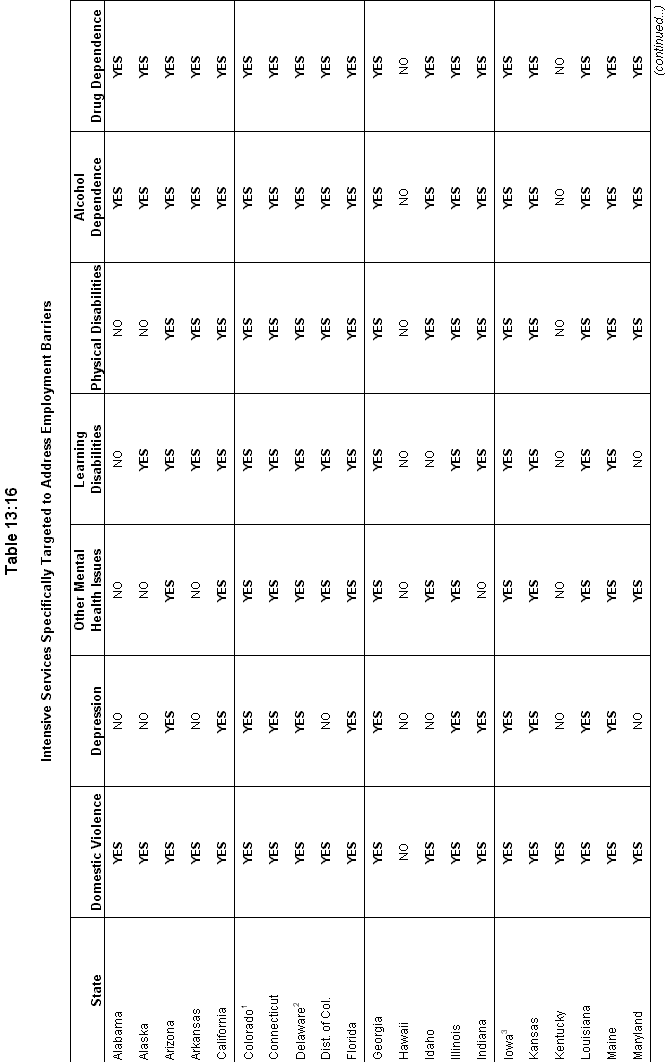 Table 13:16
Intensive Services Specifically Targeted to Address Employment Barriers
State Domestic Violence Depression Other Mental Health Issues Learning Disabilities Physical Disabilities Alcohol Dependence Drug Dependence
Alabama YES NO NO NO NO YES YES
Alaska YES NO NO YES NO YES YES
Arizona YES YES YES YES YES YES YES
Arkansas YES NO NO YES YES YES YES
California YES YES YES YES YES YES YES
Colorado¹ YES YES YES YES YES YES YES
Connecticut YES YES YES YES YES YES YES
Delaware² YES YES YES YES YES YES YES
Dist. of Col. YES NO YES YES YES YES YES
Florida YES YES YES YES YES YES YES
Georgia YES YES YES YES YES YES YES
Hawaii NO NO NO NO NO NO NO
Idaho YES NO YES NO YES YES YES
Illinois YES YES YES YES YES YES YES
Indiana YES YES NO YES YES YES YES
Iowa³ YES YES YES YES YES YES YES
Kansas YES YES YES YES YES YES YES
Kentucky YES NO NO NO NO NO NO
Louisiana YES YES YES YES YES YES YES
Maine YES YES YES YES YES YES YES
Maryland YES NO YES NO YES YES YES
(continued..)